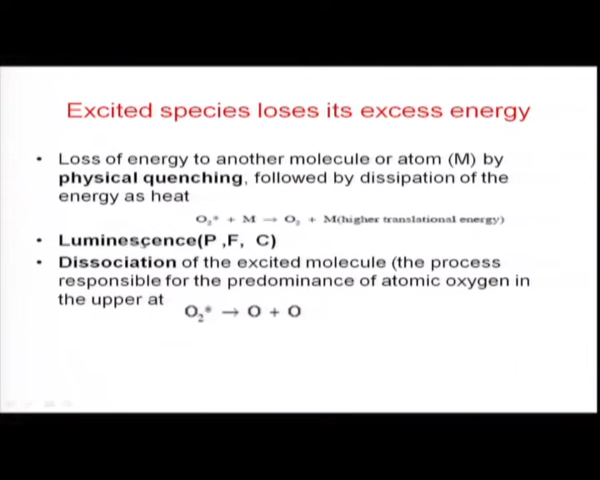 Excited species loses its excess energy
• Loss of energy to another molecule or atom (M) by
physical quenching, followed by dissipation of the
energy as heat
O₂* + M → O₂ + M(higher translational energy)
• Luminesçence(P ,F, C)
• Dissociation of the excited molecule (the process
responsible for the predominance of atomic oxygen in
the upper at
O₂* → O + O